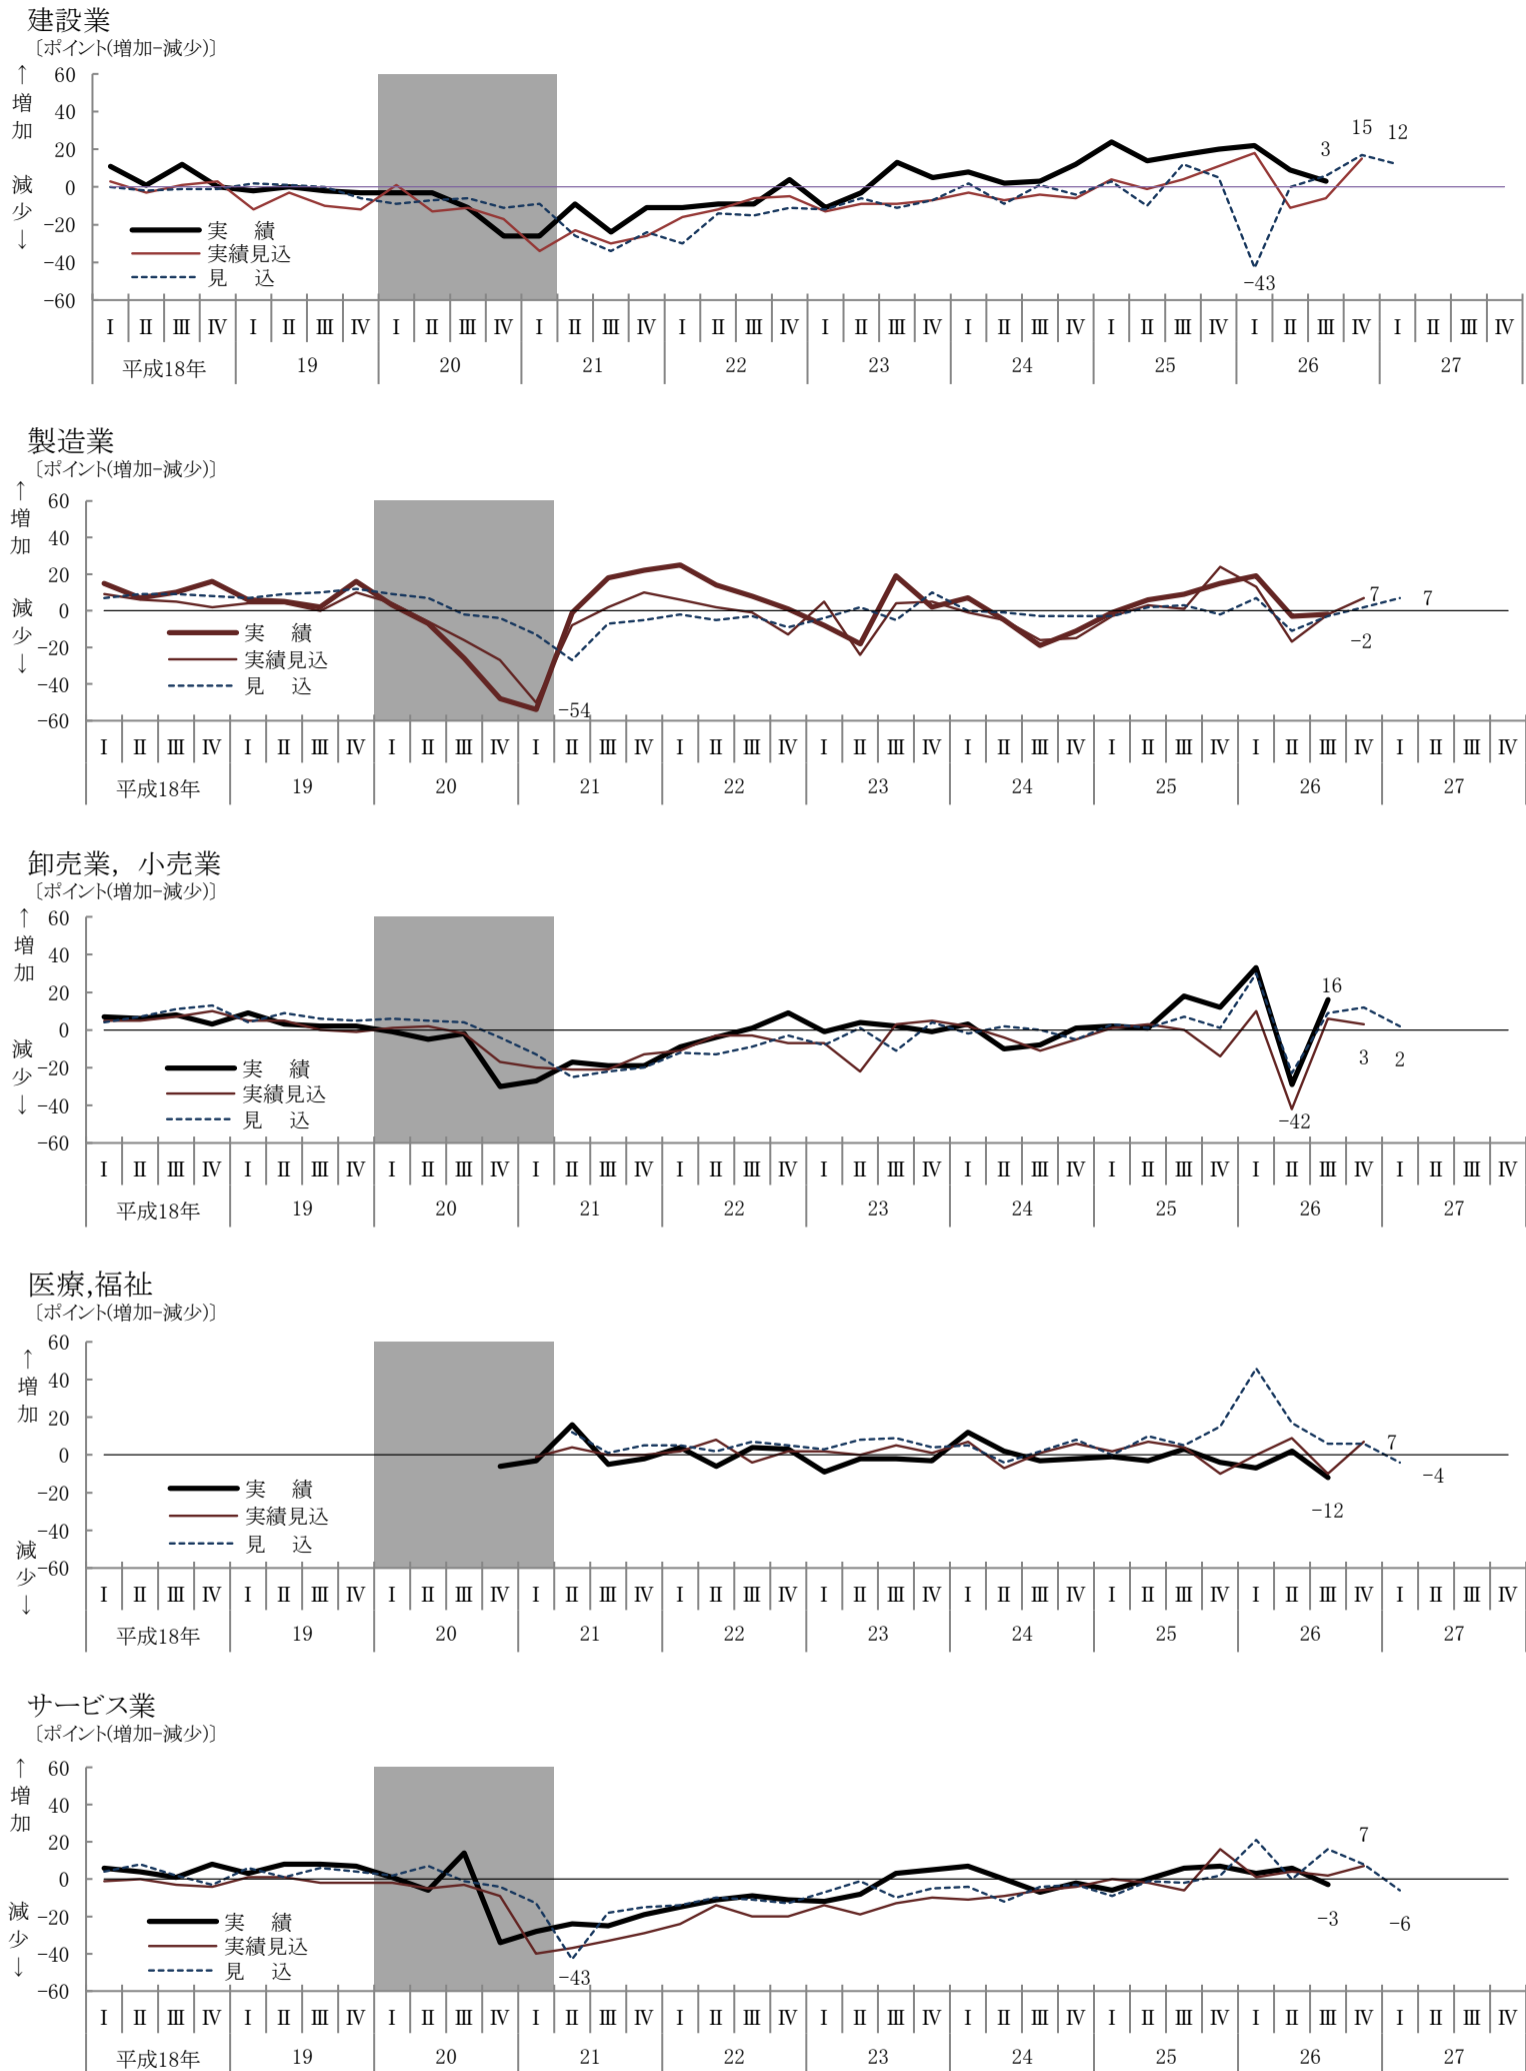 建設業
〔ポイント(増加-減少)〕
↑
増
加
減
少
↓
60
40
20
0
-20
-40
-60
実 績
実績見込
見 込
3
15
12
-43
Ⅰ Ⅱ Ⅲ Ⅳ Ⅰ Ⅱ Ⅲ Ⅳ Ⅰ Ⅱ Ⅲ Ⅳ Ⅰ Ⅱ Ⅲ Ⅳ Ⅰ Ⅱ Ⅲ Ⅳ Ⅰ Ⅱ Ⅲ Ⅳ Ⅰ Ⅱ Ⅲ Ⅳ Ⅰ Ⅱ Ⅲ Ⅳ Ⅰ Ⅱ Ⅲ Ⅳ Ⅰ Ⅱ Ⅲ Ⅳ
平成18年 19 20 21 22 23 24 25 26 27
製造業
〔ポイント(増加-減少)〕
↑
増
加
減
少
↓
60
40
20
0
-20
-40
-60
実 績
実績見込
見 込
-54
7
7
-2
Ⅰ Ⅱ Ⅲ Ⅳ Ⅰ Ⅱ Ⅲ Ⅳ Ⅰ Ⅱ Ⅲ Ⅳ Ⅰ Ⅱ Ⅲ Ⅳ Ⅰ Ⅱ Ⅲ Ⅳ Ⅰ Ⅱ Ⅲ Ⅳ Ⅰ Ⅱ Ⅲ Ⅳ Ⅰ Ⅱ Ⅲ Ⅳ Ⅰ Ⅱ Ⅲ Ⅳ Ⅰ Ⅱ Ⅲ Ⅳ
平成18年 19 20 21 22 23 24 25 26 27
卸売業，小売業
〔ポイント(増加-減少)〕
↑
増
加
減
少
↓
60
40
20
0
-20
-40
-60
実 績
実績見込
見 込
16
3
2
-42
Ⅰ Ⅱ Ⅲ Ⅳ Ⅰ Ⅱ Ⅲ Ⅳ Ⅰ Ⅱ Ⅲ Ⅳ Ⅰ Ⅱ Ⅲ Ⅳ Ⅰ Ⅱ Ⅲ Ⅳ Ⅰ Ⅱ Ⅲ Ⅳ Ⅰ Ⅱ Ⅲ Ⅳ Ⅰ Ⅱ Ⅲ Ⅳ Ⅰ Ⅱ Ⅲ Ⅳ Ⅰ Ⅱ Ⅲ Ⅳ
平成18年 19 20 21 22 23 24 25 26 27
医療,福祉
〔ポイント(増加-減少)〕
↑
増
加
減
少
↓
60
40
20
0
-20
-40
-60
実 績
実績見込
見 込
7
-4
-12
Ⅰ Ⅱ Ⅲ Ⅳ Ⅰ Ⅱ Ⅲ Ⅳ Ⅰ Ⅱ Ⅲ Ⅳ Ⅰ Ⅱ Ⅲ Ⅳ Ⅰ Ⅱ Ⅲ Ⅳ Ⅰ Ⅱ Ⅲ Ⅳ Ⅰ Ⅱ Ⅲ Ⅳ Ⅰ Ⅱ Ⅲ Ⅳ Ⅰ Ⅱ Ⅲ Ⅳ Ⅰ Ⅱ Ⅲ Ⅳ
平成18年 19 20 21 22 23 24 25 26 27
サービス業
〔ポイント(増加-減少)〕
↑
増
加
減
少
↓
60
40
20
0
-20
-40
-60
実 績
実績見込
見 込
-43
7
-3
-6
Ⅰ Ⅱ Ⅲ Ⅳ Ⅰ Ⅱ Ⅲ Ⅳ Ⅰ Ⅱ Ⅲ Ⅳ Ⅰ Ⅱ Ⅲ Ⅳ Ⅰ Ⅱ Ⅲ Ⅳ Ⅰ Ⅱ Ⅲ Ⅳ Ⅰ Ⅱ Ⅲ Ⅳ Ⅰ Ⅱ Ⅲ Ⅳ Ⅰ Ⅱ Ⅲ Ⅳ Ⅰ Ⅱ Ⅲ Ⅳ
平成18年 19 20 21 22 23 24 25 26 27